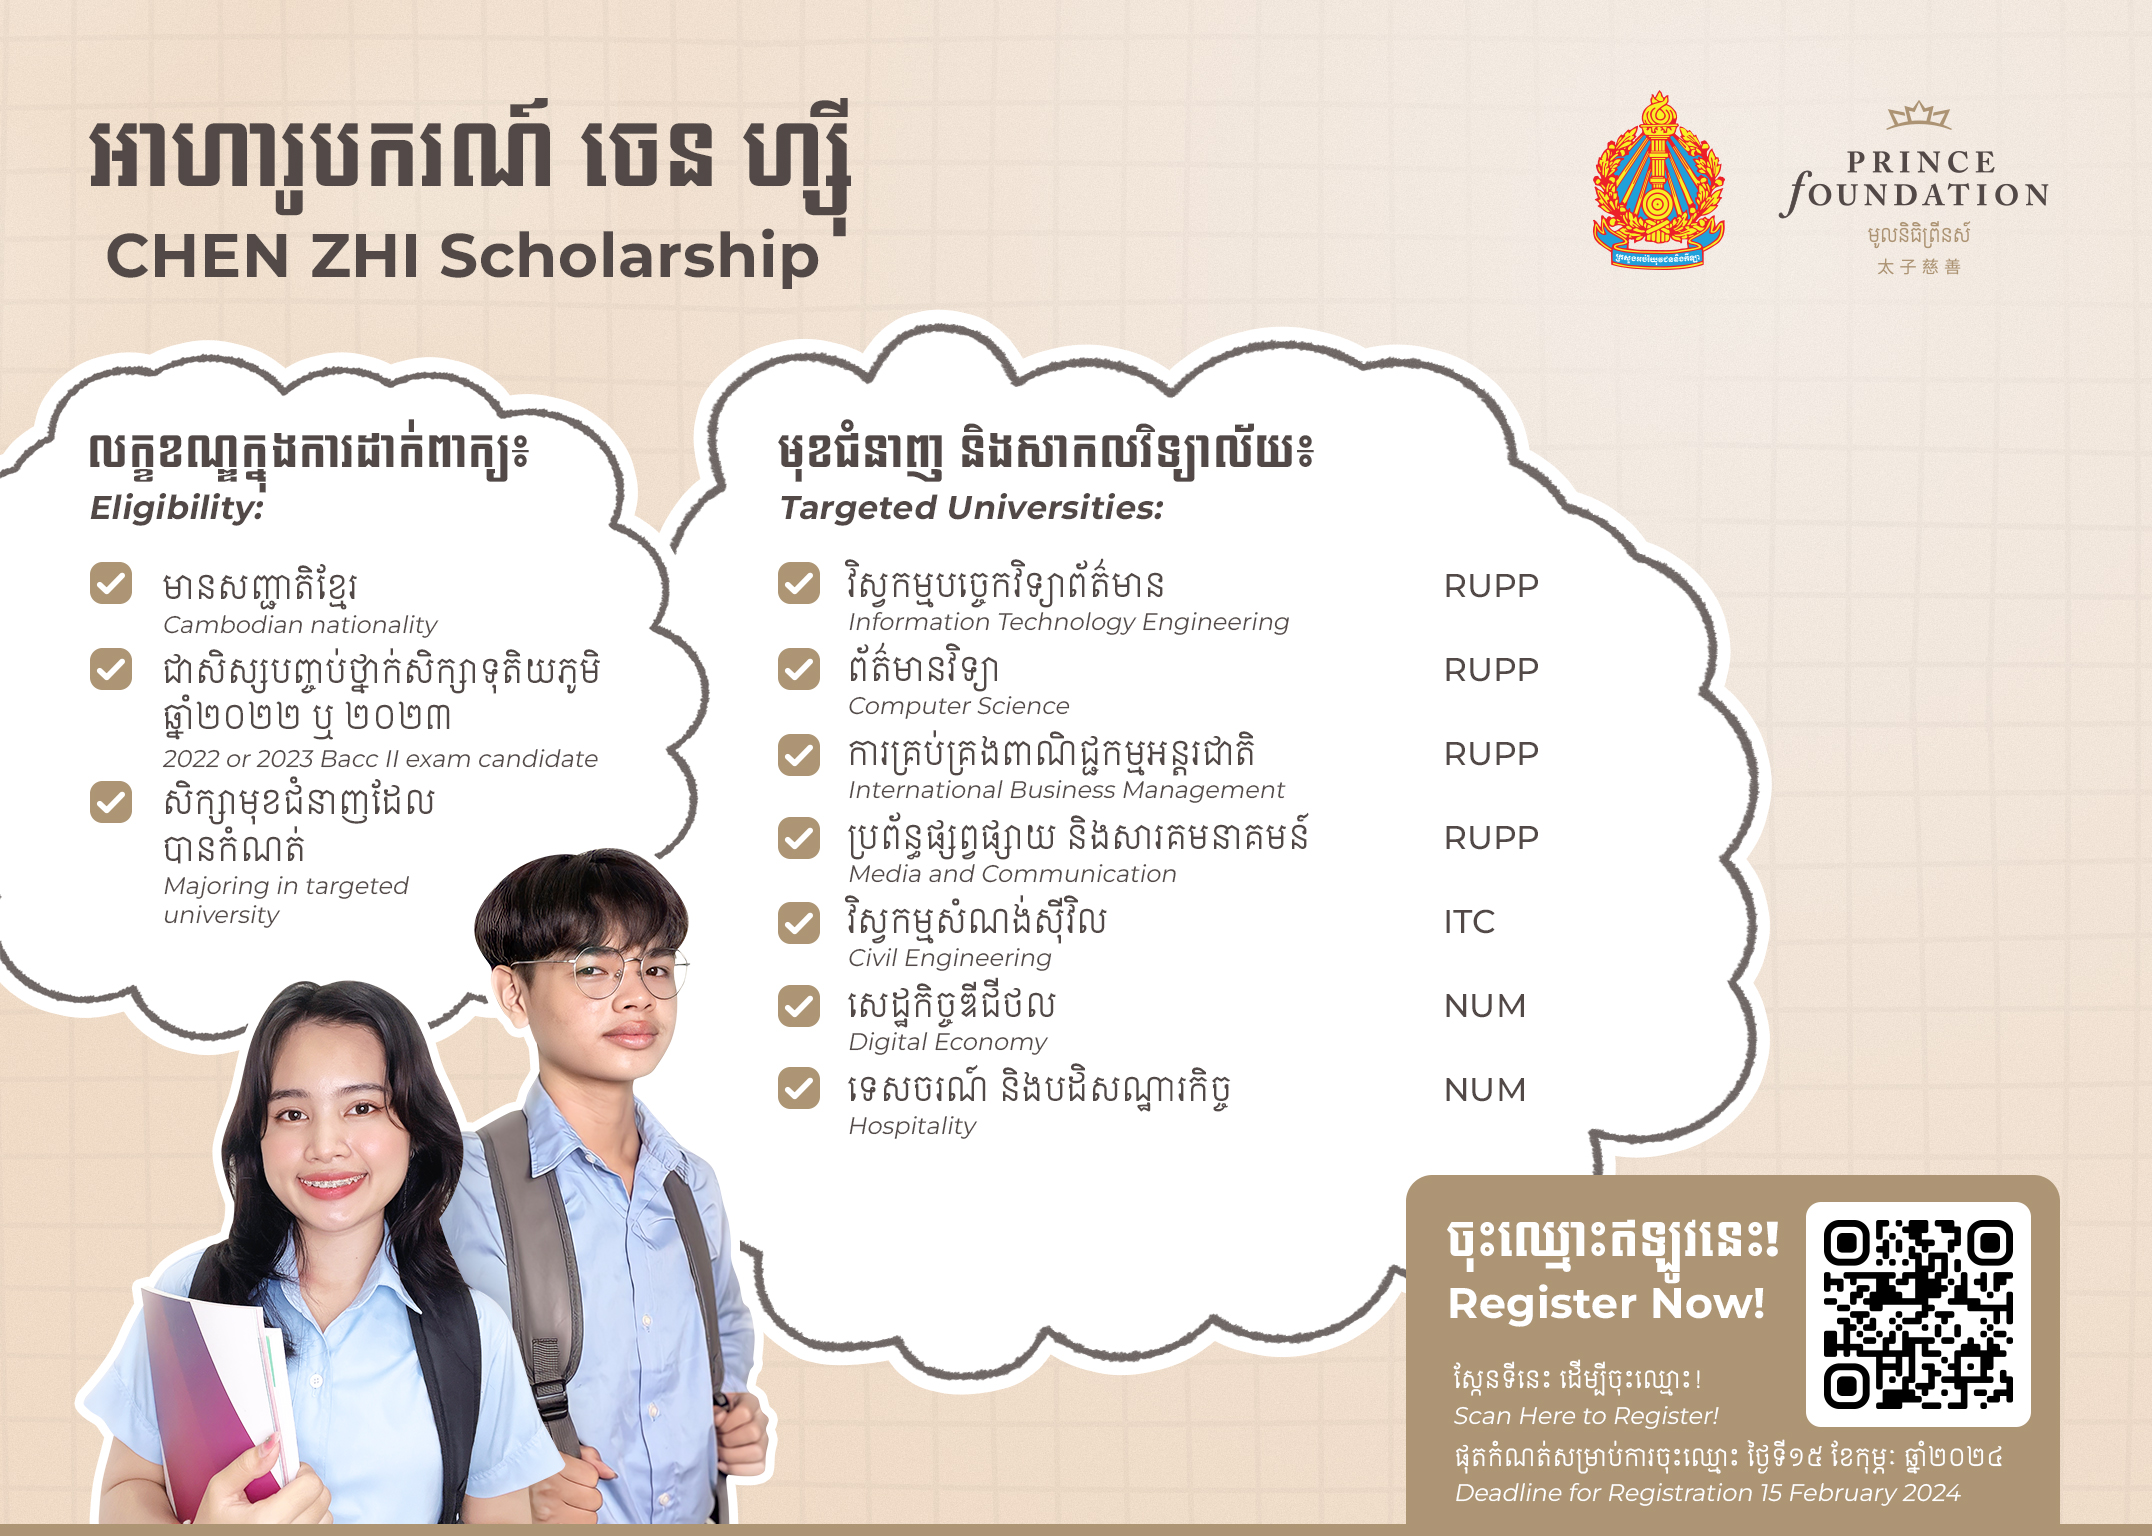 អាហារូបករណ៍ ចេន ហ្ស៊ី
CHEN ZHI Scholarship
ក្រសួងអប់រំយុវជននិងកីឡា
PRINCE
FOUNDATION
មូលនិធិព្រីនស៍
太子慈善
លក្ខខណ្ឌក្នុងការដាក់ពាក្យ៖
Eligibility:
មានសញ្ជាតិខ្មែរ
Cambodian nationality
ជាសិស្សបញ្ចប់ថ្នាក់សិក្សាទុតិយភូមិ
ឆ្នាំ២០២២ ឬ ២០២៣
2022 or 2023 Bacc II exam candidate
សិក្សាមុខជំនាញដែល
បានកំណត់
Majoring in targeted
university
មុខជំនាញ និងសាកលវិទ្យាល័យ៖
Targeted Universities:
វិស្វកម្មបច្ចេកវិទ្យាព័ត៌មាន RUPP
Information Technology Engineering
ព័ត៌មានវិទ្យា RUPP
Computer Science
ការគ្រប់គ្រងពាណិជ្ជកម្មអន្តរជាតិ RUPP
International Business Management
ប្រព័ន្ធផ្សព្វផ្សាយ និងសារគមនាគមន៍ RUPP
Media and Communication
វិស្វកម្មសំណង់ស៊ីវិល ITC
Civil Engineering
សេដ្ឋកិច្ចឌីជីថល NUM
Digital Economy
ទេសចរណ៍ និងបដិសណ្ឋារកិច្ច NUM
Hospitality
ចុះឈ្មោះឥឡូវនេះ!
Register Now!
ស្កែនទីនេះ ដើម្បីចុះឈ្មោះ!
Scan Here to Register!
ផុតកំណត់សម្រាប់ការចុះឈ្មោះ ថ្ងៃទី១៥ ខែកុម្ភៈ ឆ្នាំ២០២៤
Deadline for Registration 15 February 2024